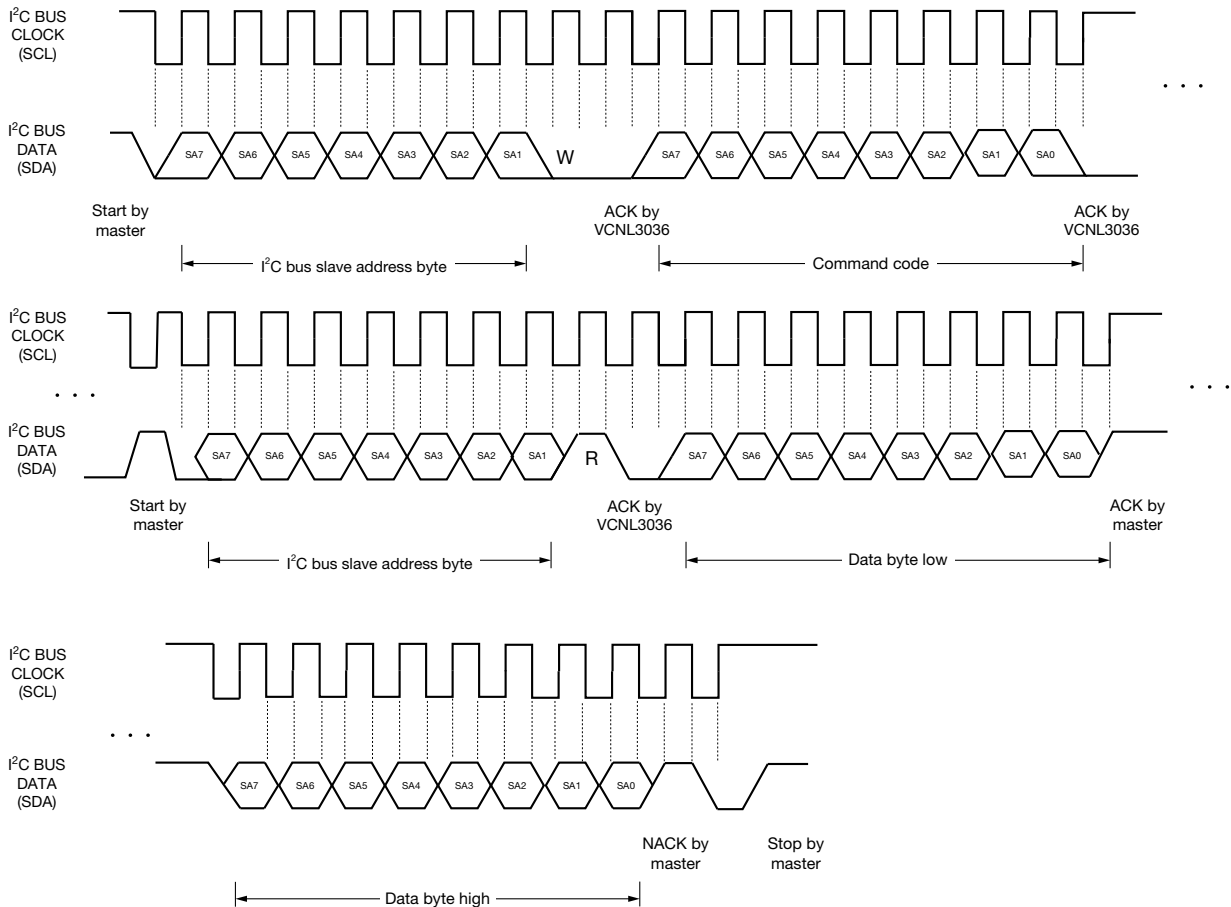 I²C BUS
CLOCK
(SCL)
. . .
I²C BUS
DATA
(SDA)
SA7 SA6 SA5 SA4 SA3 SA2 SA1 W SA7 SA6 SA5 SA4 SA3 SA2 SA1 SA0
Start by
master
ACK by
VCNL3036
ACK by
VCNL3036
I²C bus slave address byte
Command code
I²C BUS
CLOCK
(SCL)
. . .
. . .
I²C BUS
DATA
(SDA)
SA7 SA6 SA5 SA4 SA3 SA2 SA1 R SA7 SA6 SA5 SA4 SA3 SA2 SA1 SA0
Start by
master
ACK by
VCNL3036
ACK by
master
I²C bus slave address byte
Data byte low
I²C BUS
CLOCK
(SCL)
. . .
I²C BUS
DATA
(SDA)
SA7 SA6 SA5 SA4 SA3 SA2 SA1 SA0
NACK by
master
Stop by
master
Data byte high